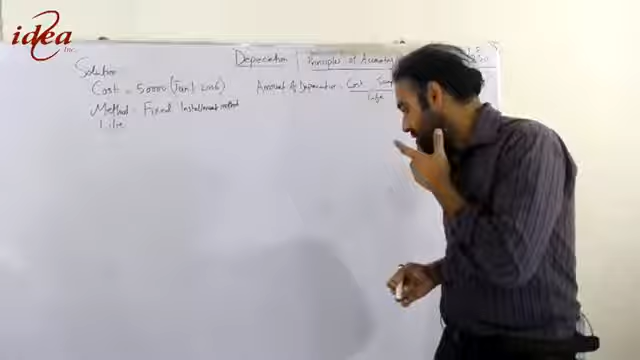 idea Inc.
Depreciation | Principles of Accounting
Solution
Cost = 50000 (Jan 1 2006)
Amount of Depreciation = Cost
Life
Method = Fixed Installment method
Life